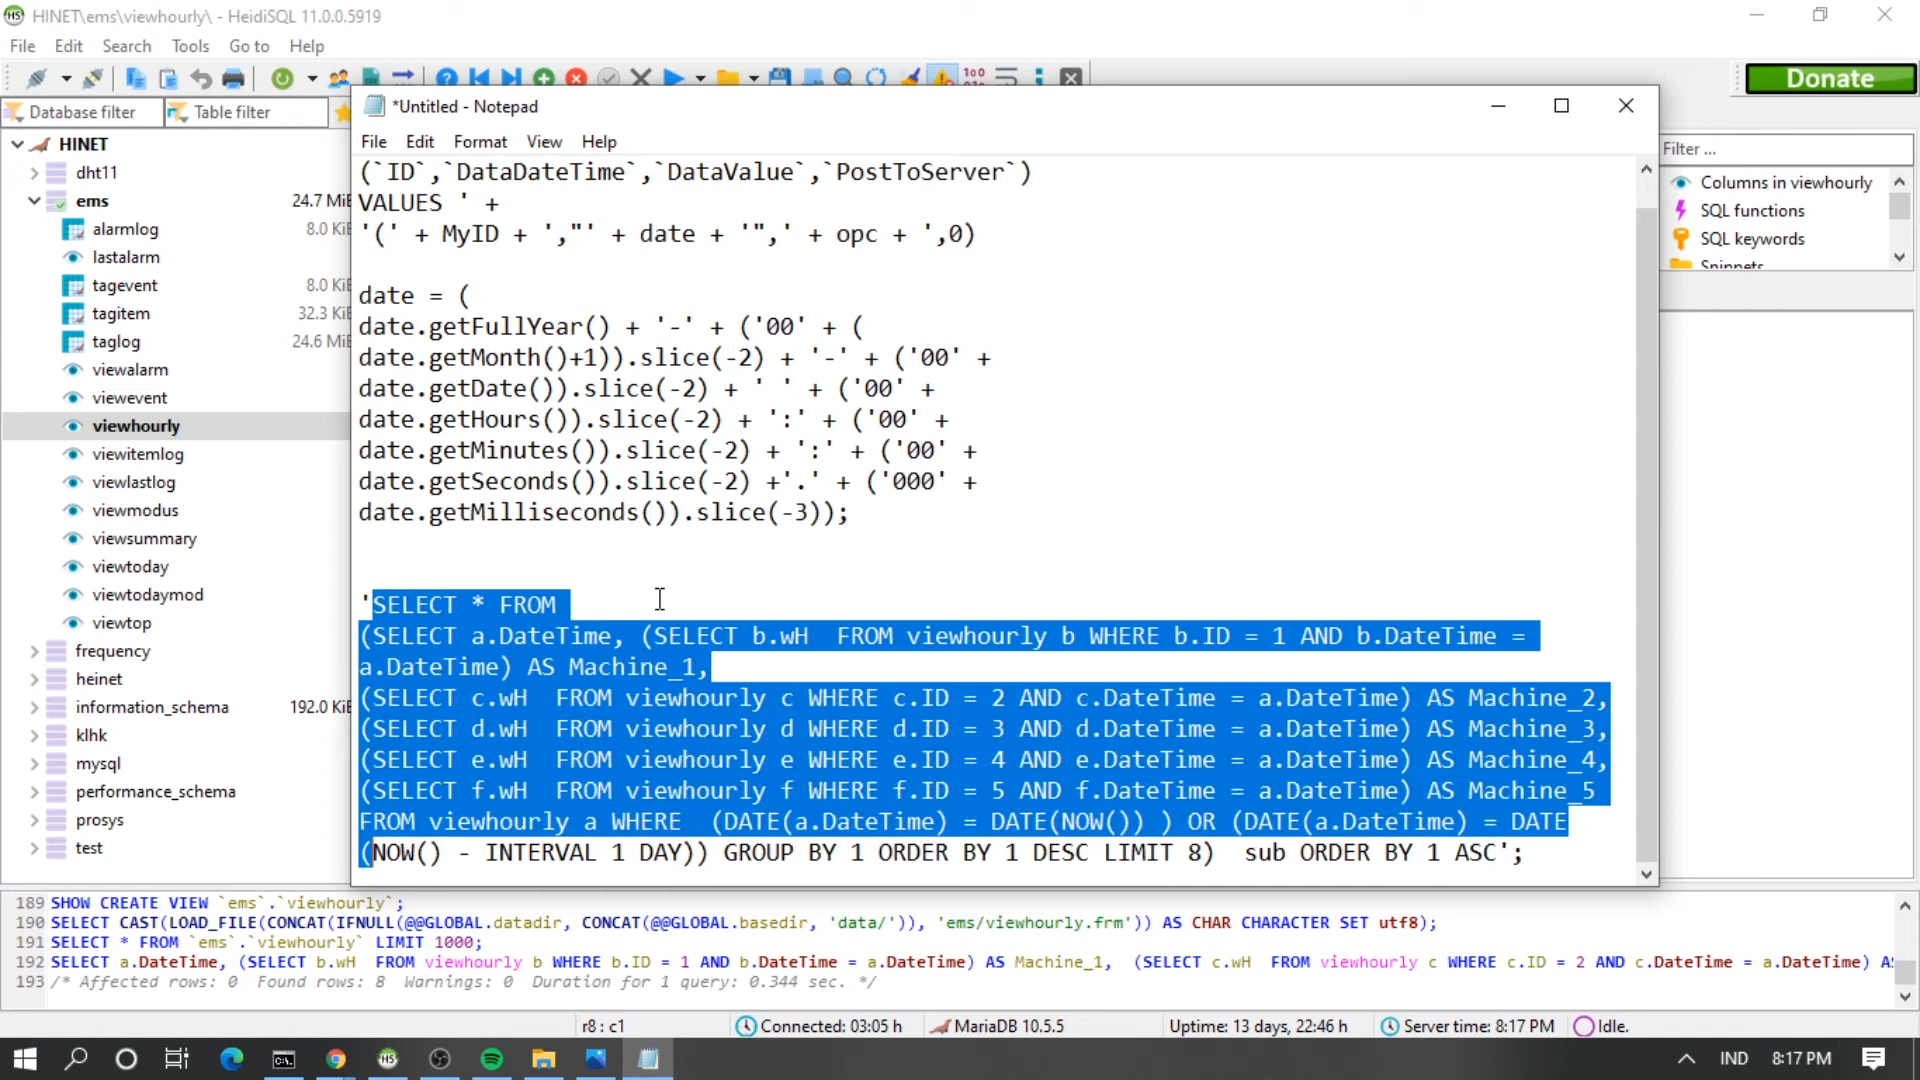 HINET\ems\viewhourly\ - HeidiSQL 11.0.0.5919
File Edit Search Tools Go to Help
Donate
Database filter
Table filter
*Untitled - Notepad
File Edit Format View Help
Filter ...
HINET
dht11
ems 24.7 MiB
alarmlog 8.0 KiB
lastalarm
tagevent 8.0 KiB
tagitem 32.3 KiB
taglog 24.6 MiB
viewalarm
viewevent
viewhourly
viewitemlog
viewlastlog
viewmodus
viewsummary
viewtoday
viewtodaymod
viewtop
frequency
heinet
information_schema 192.0 KiB
klhk
mysql
performance_schema
prosys
test
(`ID`,`DataDateTime`,`DataValue`,`PostToServer`)
VALUES ' +
'(' + MyID + ',"' + date + '",' + opc + ',0)
date = (
date.getFullYear() + '-' + ('00' + (
date.getMonth()+1)).slice(-2) + '-' + ('00' +
date.getDate()).slice(-2) + ' ' + ('00' +
date.getHours()).slice(-2) + ':' + ('00' +
date.getMinutes()).slice(-2) + ':' + ('00' +
date.getSeconds()).slice(-2) +'.' + ('000' +
date.getMilliseconds()).slice(-3));
'SELECT * FROM
(SELECT a.DateTime, (SELECT b.wH  FROM viewhourly b WHERE b.ID = 1 AND b.DateTime =
a.DateTime) AS Machine_1,
(SELECT c.wH  FROM viewhourly c WHERE c.ID = 2 AND c.DateTime = a.DateTime) AS Machine_2,
(SELECT d.wH  FROM viewhourly d WHERE d.ID = 3 AND d.DateTime = a.DateTime) AS Machine_3,
(SELECT e.wH  FROM viewhourly e WHERE e.ID = 4 AND e.DateTime = a.DateTime) AS Machine_4,
(SELECT f.wH  FROM viewhourly f WHERE f.ID = 5 AND f.DateTime = a.DateTime) AS Machine_5
FROM viewhourly a WHERE  (DATE(a.DateTime) = DATE(NOW()) ) OR (DATE(a.DateTime) = DATE
(NOW() - INTERVAL 1 DAY)) GROUP BY 1 ORDER BY 1 DESC LIMIT 8)  sub ORDER BY 1 ASC';
Columns in viewhourly
SQL functions
SQL keywords
Snippets
189 SHOW CREATE VIEW `ems`.`viewhourly`;
190 SELECT CAST(LOAD_FILE(CONCAT(IFNULL(@@GLOBAL.datadir, CONCAT(@@GLOBAL.basedir, 'data/')), 'ems/viewhourly.frm')) AS CHAR CHARACTER SET utf8);
191 SELECT * FROM `ems`.`viewhourly` LIMIT 1000;
192 SELECT a.DateTime, (SELECT b.wH  FROM viewhourly b WHERE b.ID = 1 AND b.DateTime = a.DateTime) AS Machine_1,  (SELECT c.wH  FROM viewhourly c WHERE c.ID = 2 AND c.DateTime = a.DateTime) A
193 /* Affected rows: 0  Found rows: 8  Warnings: 0  Duration for 1 query: 0.344 sec. */
r8 : c1 Connected: 03:05 h MariaDB 10.5.5 Uptime: 13 days, 22:46 h Server time: 8:17 PM Idle.
IND 8:17 PM